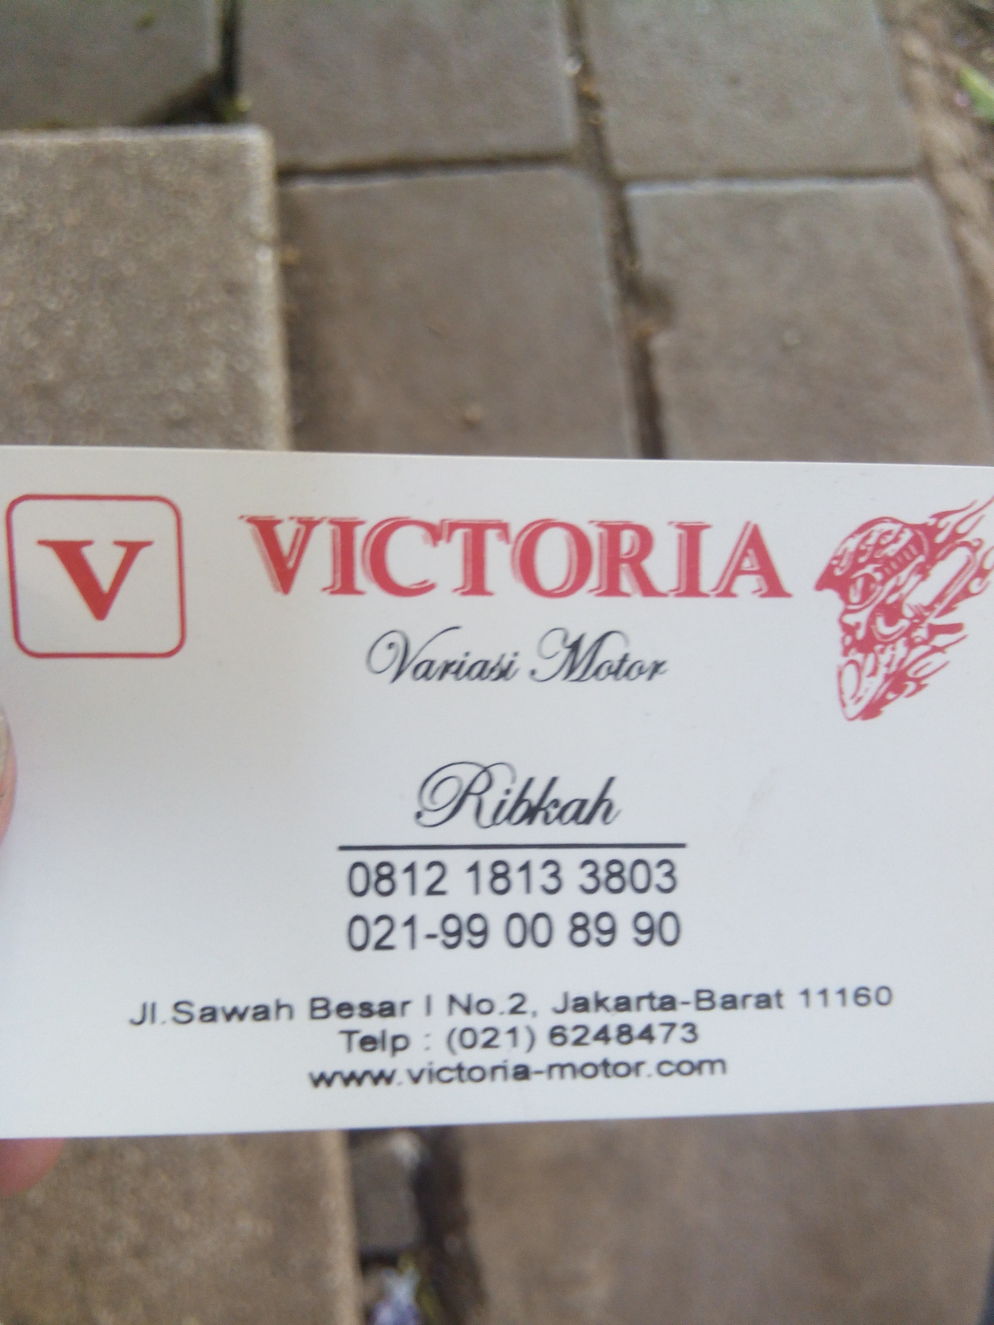 V
VICTORIA
Variasi Motor
Ribkah
0812 1813 3803
021-99 00 89 90
Jl.Sawah Besar I No.2, Jakarta-Barat 11160
Telp : (021) 6248473
www.victoria-motor.com